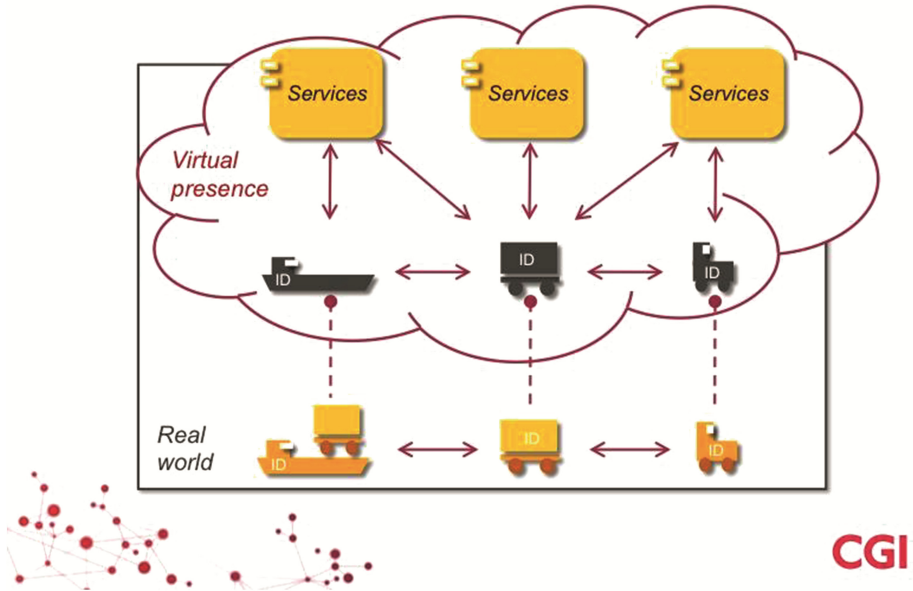 Services
Services
Services
Virtual
presence
ID
ID
ID
Real
world
ID
ID
ID
CGI